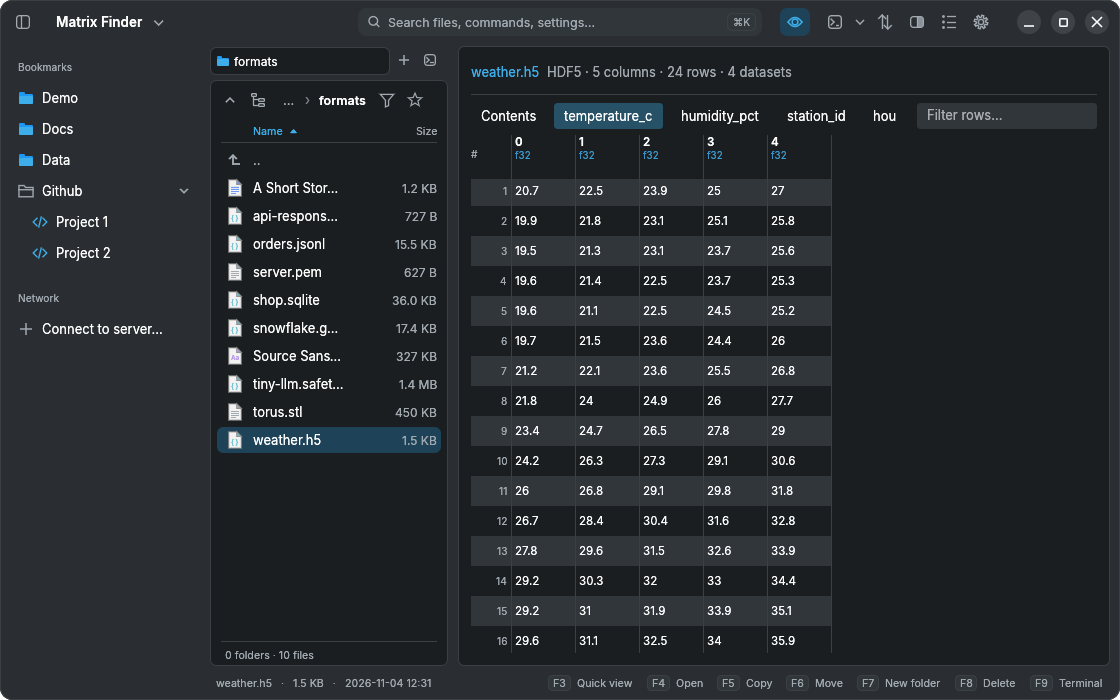 Matrix Finder
Search files, commands, settings... ⌘K
Bookmarks
Demo
Docs
Data
Github
Project 1
Project 2
Network
Connect to server...
formats
... › formats
Name Size
..
A Short Stor... 1.2 KB
api-respons... 727 B
orders.jsonl 15.5 KB
server.pem 627 B
shop.sqlite 36.0 KB
snowflake.g... 17.4 KB
Source Sans... 327 KB
tiny-llm.safet... 1.4 MB
torus.stl 450 KB
weather.h5 1.5 KB
0 folders · 10 files
weather.h5 HDF5 · 5 columns · 24 rows · 4 datasets
Contents temperature_c humidity_pct station_id hou Filter rows...
# 0 1 2 3 4
f32 f32 f32 f32 f32
1 20.7 22.5 23.9 25 27
2 19.9 21.8 23.1 25.1 25.8
3 19.5 21.3 23.1 23.7 25.6
4 19.6 21.4 22.5 23.7 25.3
5 19.6 21.1 22.5 24.5 25.2
6 19.7 21.5 23.6 24.4 26
7 21.2 22.1 23.6 25.5 26.8
8 21.8 24 24.9 26 27.7
9 23.4 24.7 26.5 27.8 29
10 24.2 26.3 27.3 29.1 30.6
11 26 26.8 29.1 29.8 31.8
12 26.7 28.4 30.4 31.6 32.8
13 27.8 29.6 31.5 32.6 33.9
14 29.2 30.3 32 33 34.4
15 29.2 31 31.9 33.9 35.1
16 29.6 31.1 32.5 34 35.9
weather.h5 · 1.5 KB · 2026-11-04 12:31
F3 Quick view F4 Open F5 Copy F6 Move F7 New folder F8 Delete F9 Terminal